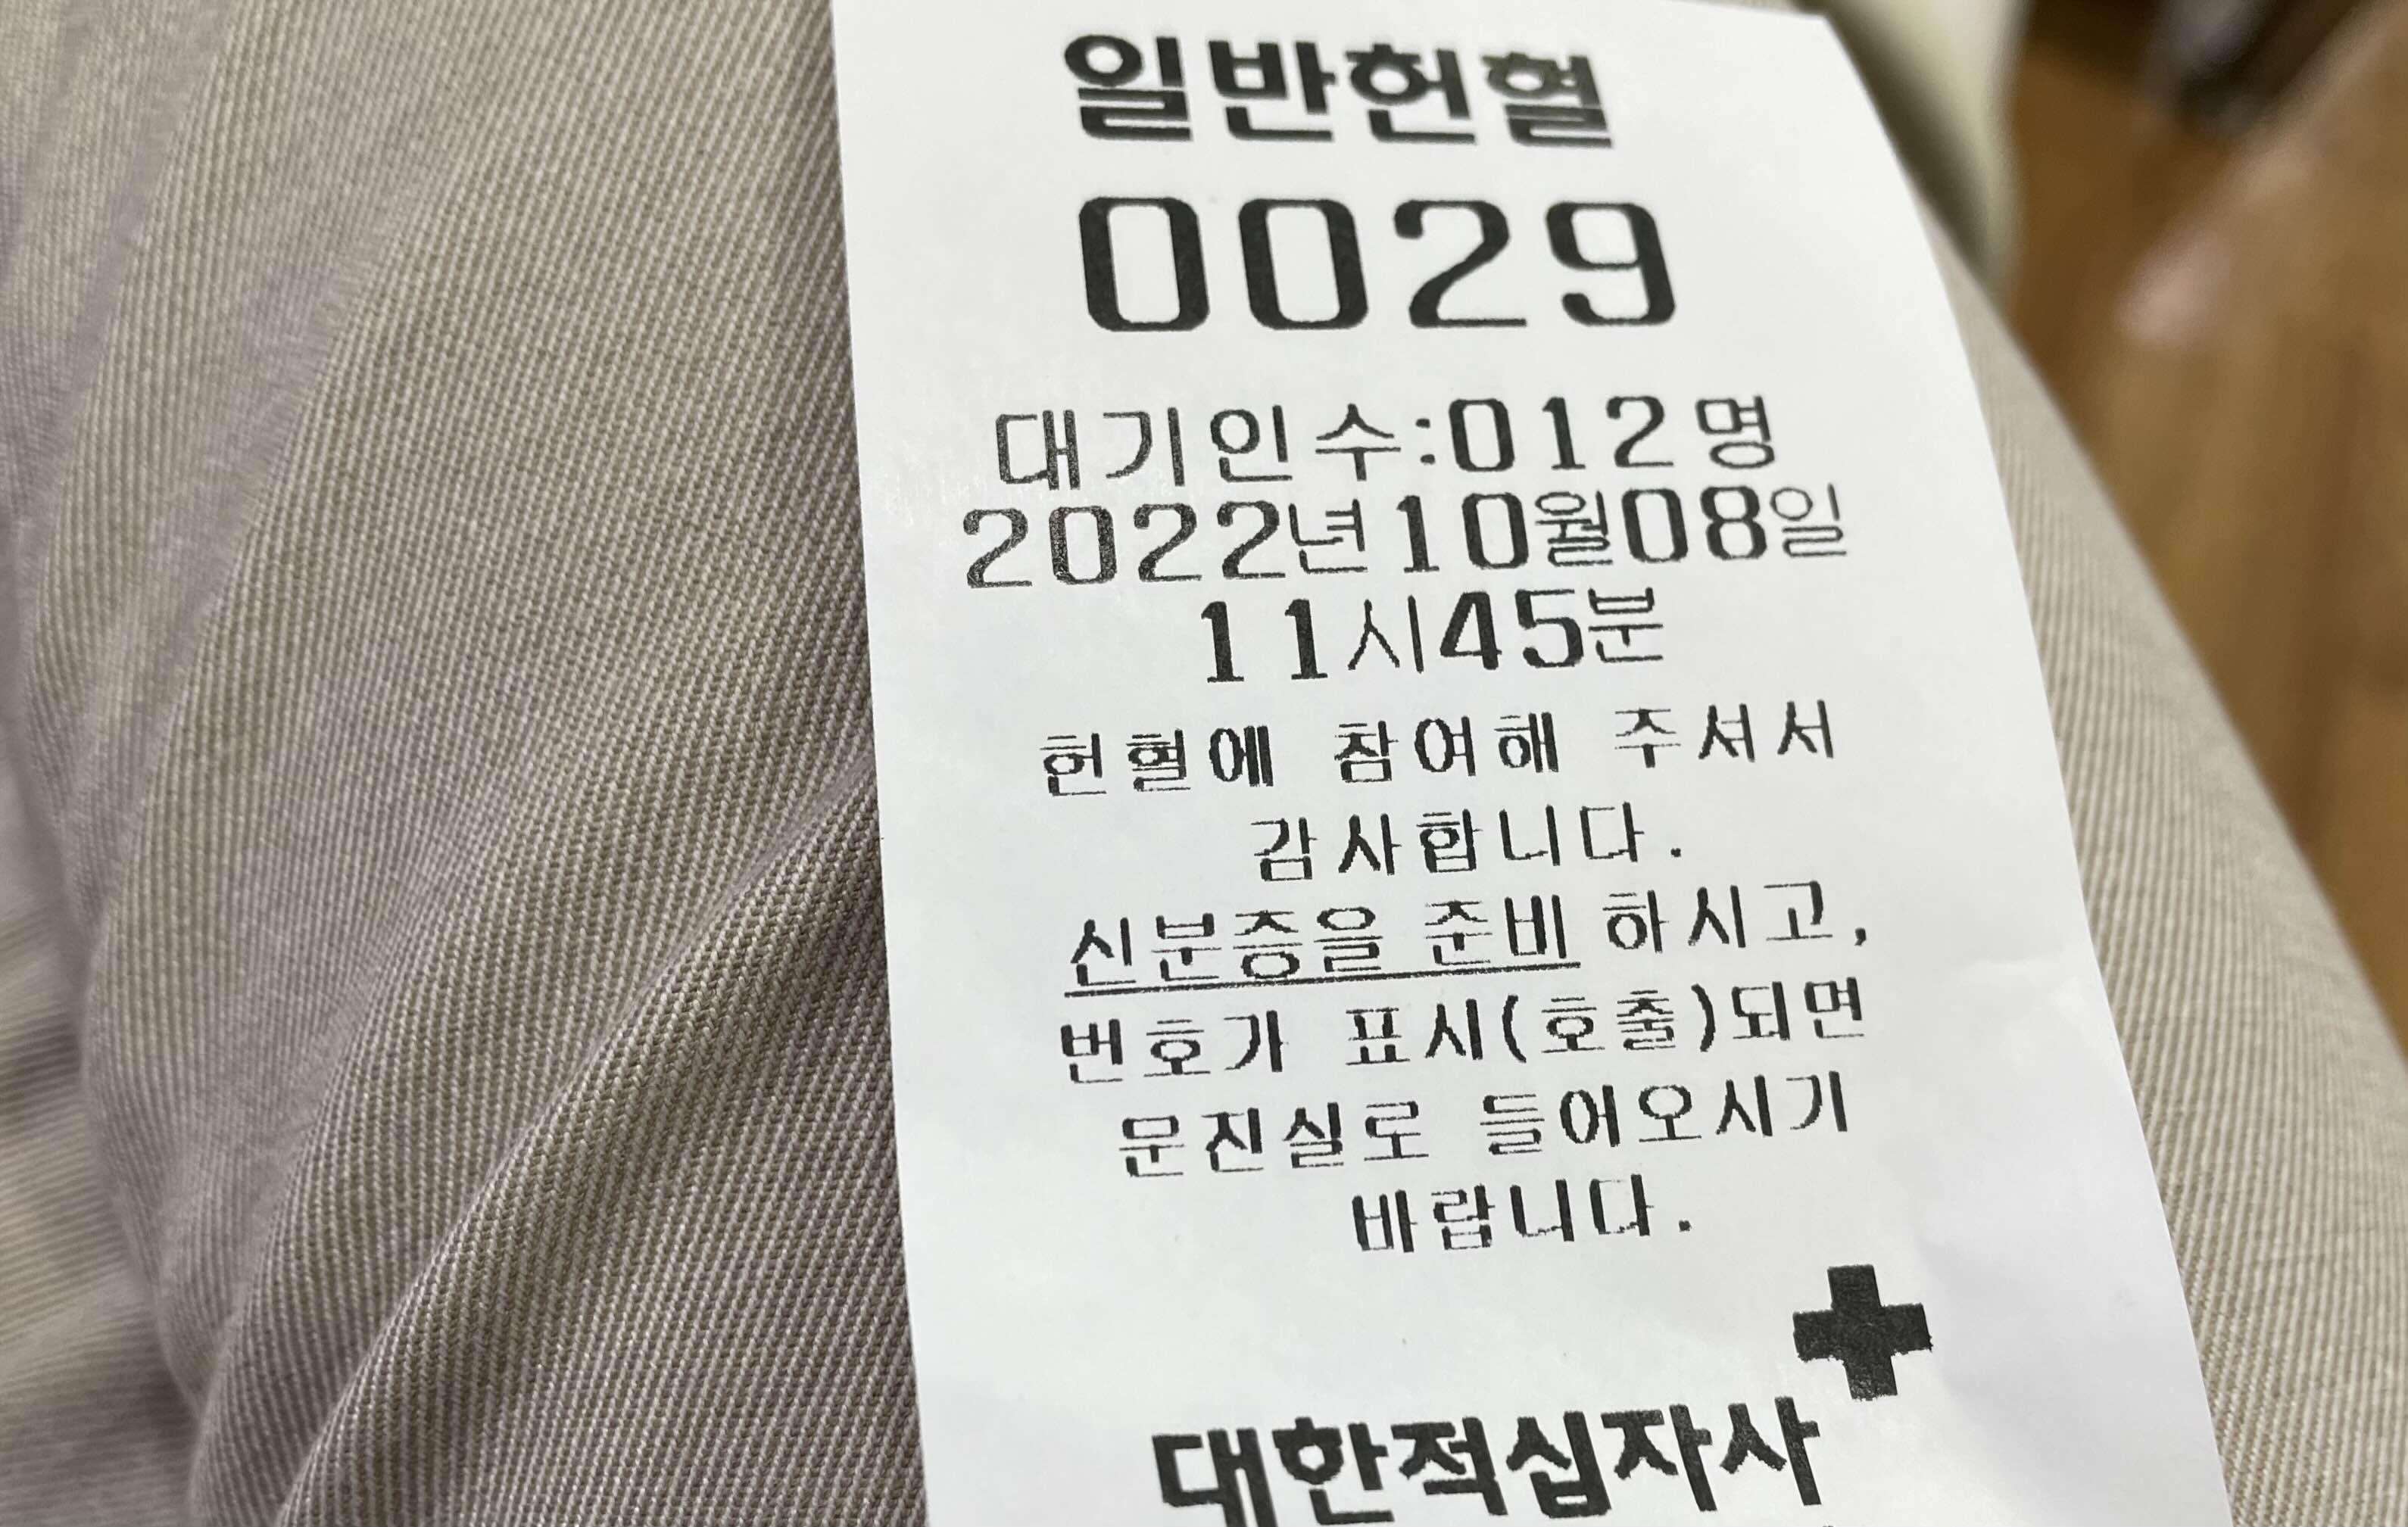 일반헌혈
0029
대기인수:012명
2022년10월08일
11시45분
헌혈에 참여해 주셔서
감사합니다.
신분증을 준비 하시고,
번호가 표시(호출)되면
문진실로 들어오시기
바랍니다.
대한적십자사